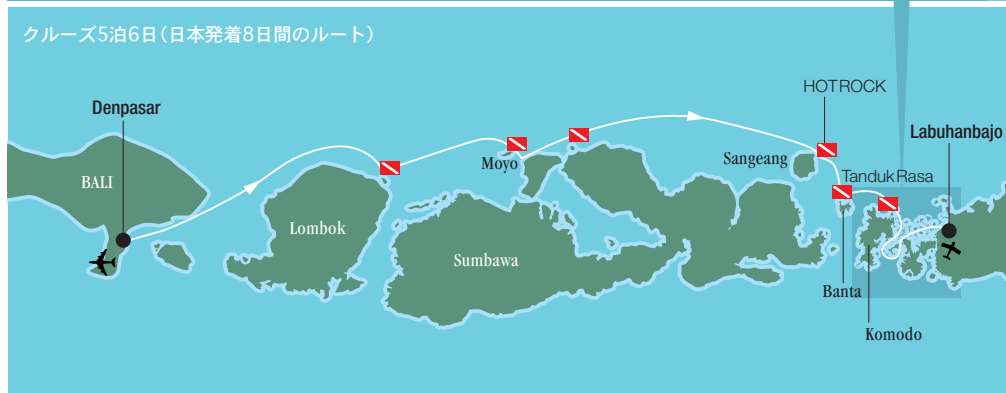 クルーズ5泊6日(日本発着8日間のルート)
HOTROCK
Denpasar
Labuhanbajo
Moyo
Sangeang
Tanduk Rasa
BALI
Lombok
Sumbawa
Banta
Komodo